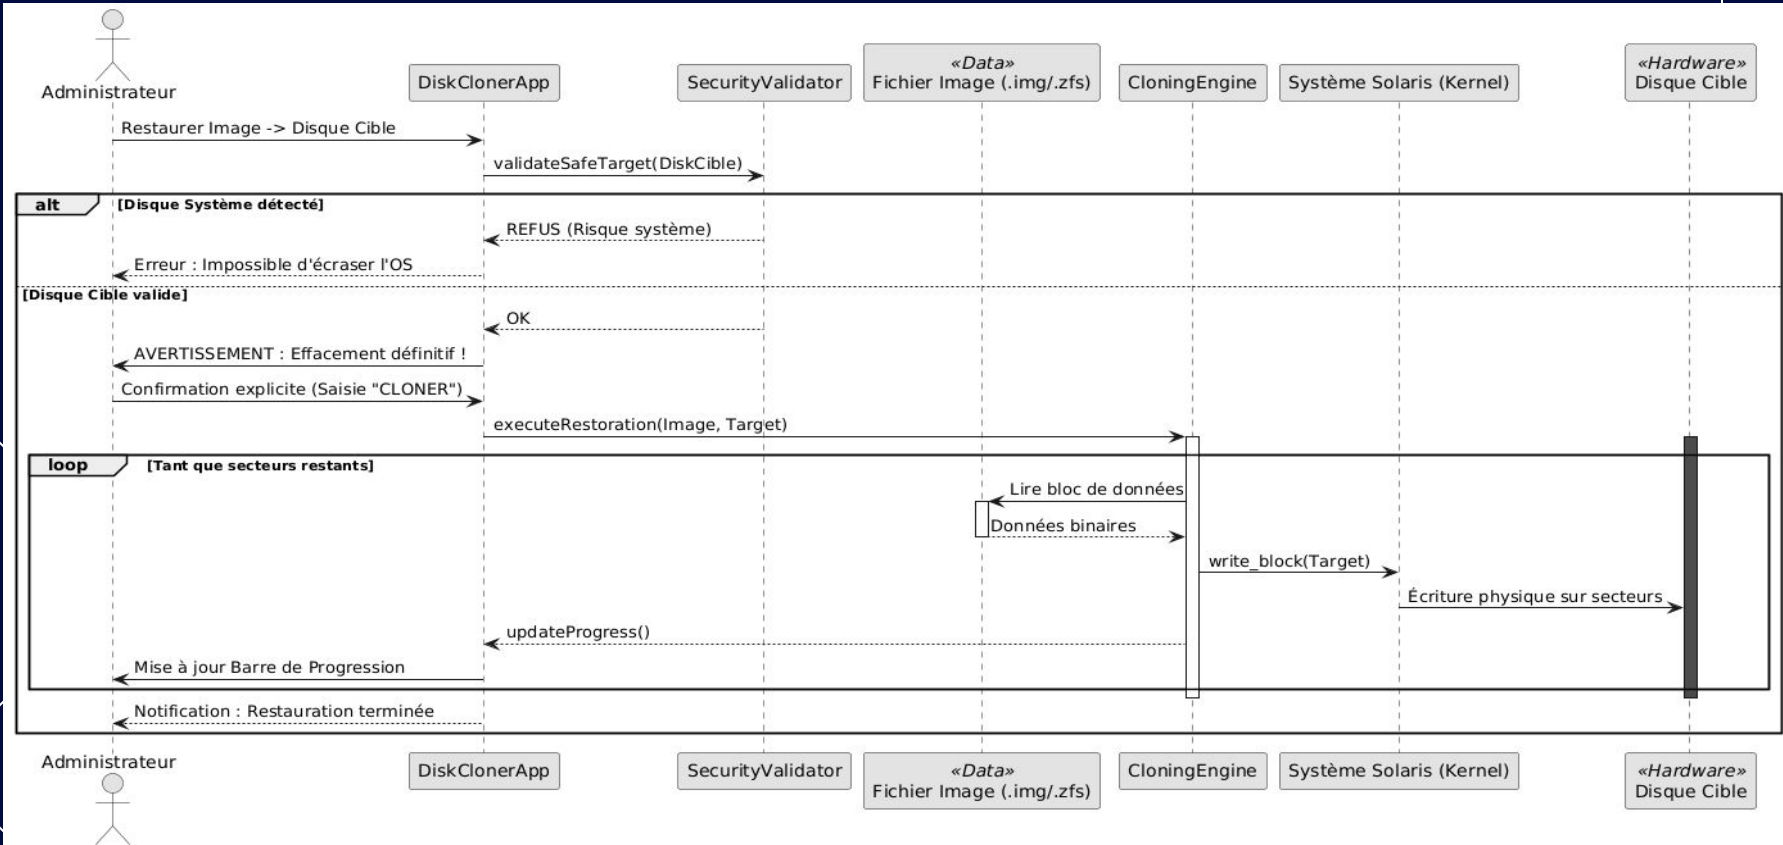 Administrateur
DiskClonerApp
SecurityValidator
«Data»
Fichier Image (.img/.zfs)
CloningEngine
Système Solaris (Kernel)
«Hardware»
Disque Cible
Restaurer Image -> Disque Cible
validateSafeTarget(DiskCible)
alt
[Disque Système détecté]
REFUS (Risque système)
Erreur : Impossible d'écraser l'OS
[Disque Cible valide]
OK
AVERTISSEMENT : Effacement définitif !
Confirmation explicite (Saisie "CLONER")
executeRestoration(Image, Target)
loop
[Tant que secteurs restants]
Lire bloc de données
Données binaires
write_block(Target)
Écriture physique sur secteurs
updateProgress()
Mise à jour Barre de Progression
Notification : Restauration terminée
Administrateur
DiskClonerApp
SecurityValidator
«Data»
Fichier Image (.img/.zfs)
CloningEngine
Système Solaris (Kernel)
«Hardware»
Disque Cible